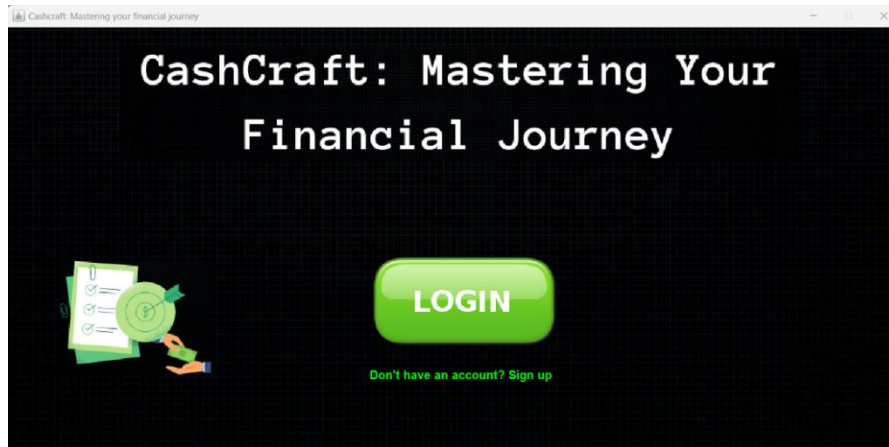 Cashcraft: Mastering your financial journey
CashCraft: Mastering Your
Financial Journey
LOGIN
Don't have an account? Sign up